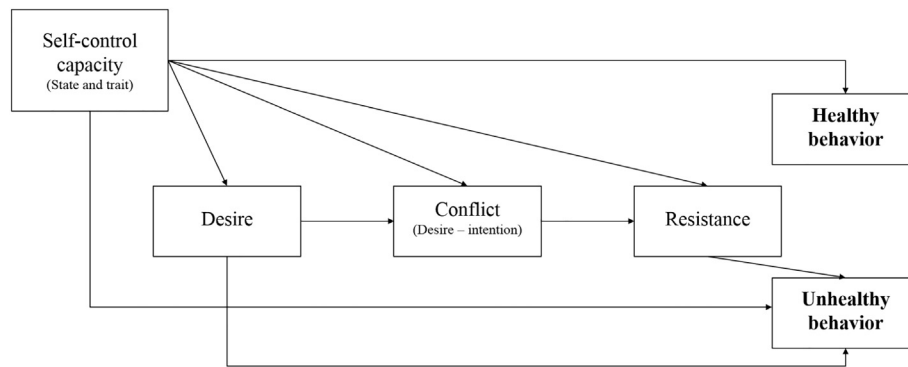 Self-control
capacity
(State and trait)
Healthy
behavior
Desire
Conflict
(Desire – intention)
Resistance
Unhealthy
behavior